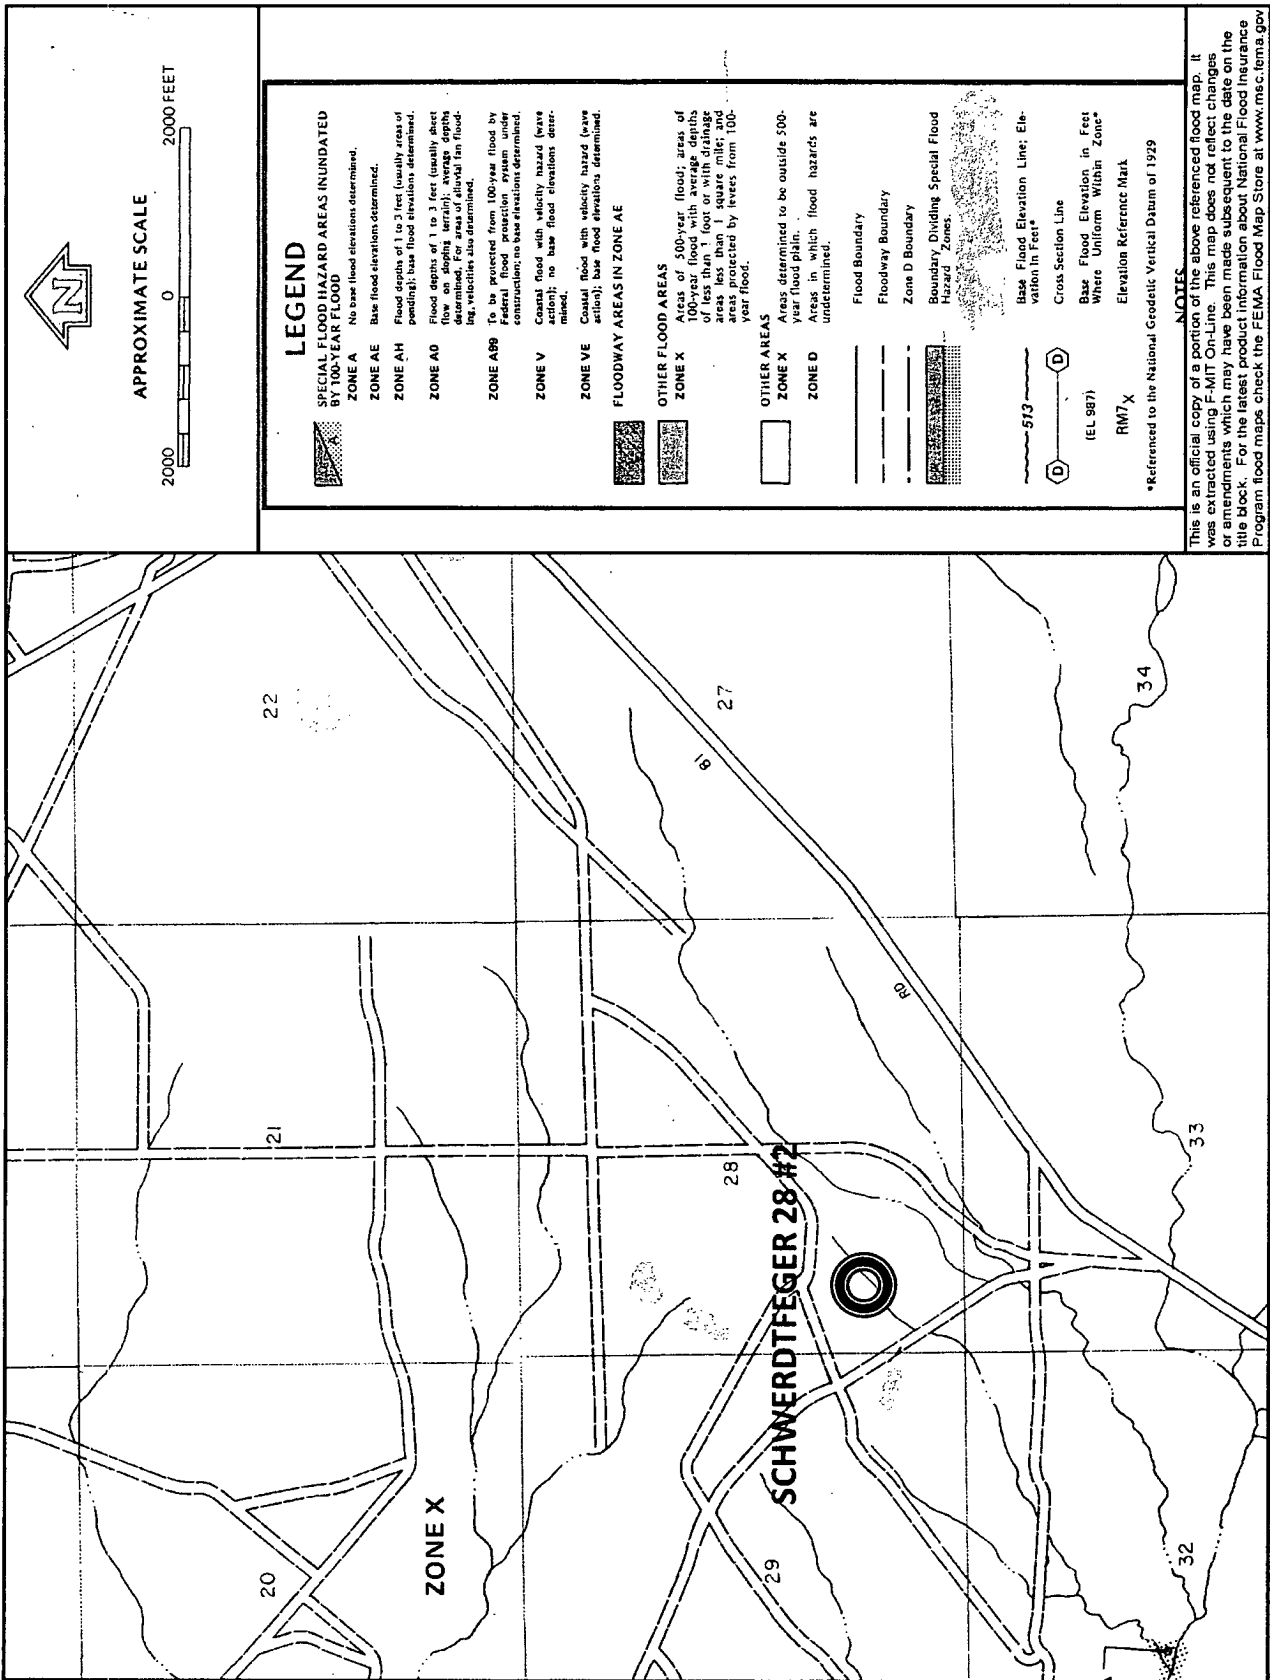 N
APPROXIMATE SCALE
2000 0 2000 FEET
LEGEND
SPECIAL FLOOD HAZARD AREAS INUNDATED
BY 100-YEAR FLOOD
A
ZONE A No base flood elevations determined.
ZONE AE Base flood elevations determined.
ZONE AH Flood depths of 1 to 3 feet (usually areas of
ponding); base flood elevations determined.
ZONE AO Flood depths of 1 to 3 feet (usually sheet
flow on sloping terrain); average depths
determined. For areas of alluvial fan flood-
ing, velocities also determined.
ZONE A99 To be protected from 100-year flood by
Federal flood protection system under
construction; no base elevations determined.
ZONE V Coastal flood with velocity hazard (wave
action); no base flood elevations deter-
mined.
ZONE VE Coastal flood with velocity hazard (wave
action); base flood elevations determined.
FLOODWAY AREAS IN ZONE AE
OTHER FLOOD AREAS
ZONE X Areas of 500-year flood; areas of
100-year flood with average depths
of less than 1 foot or with drainage
areas less than 1 square mile; and
areas protected by levees from 100-
year flood.
OTHER AREAS
ZONE X Areas determined to be outside 500-
year flood plain.
ZONE D Areas in which flood hazards are
undetermined.
Flood Boundary
Floodway Boundary
Zone D Boundary
Boundary Dividing Special Flood
Hazard Zones.
513 Base Flood Elevation Line; Ele-
vation in Feet*
D D Cross Section Line
(EL 987) Base Flood Elevation in Feet
Where Uniform Within Zone*
RM7X Elevation Reference Mark
*Referenced to the National Geodetic Vertical Datum of 1929
NOTES
This is an official copy of a portion of the above referenced flood map. It
was extracted using F-MIT On-Line. This map does not reflect changes
or amendments which may have been made subsequent to the date on the
title block. For the latest product information about National Flood Insurance
Program flood maps check the FEMA Flood Map Store at www.msc.fema.gov
20
21
22
ZONE X
27
81
RD
28
SCHWERDTFEGER 28 #2
29
32
33
34